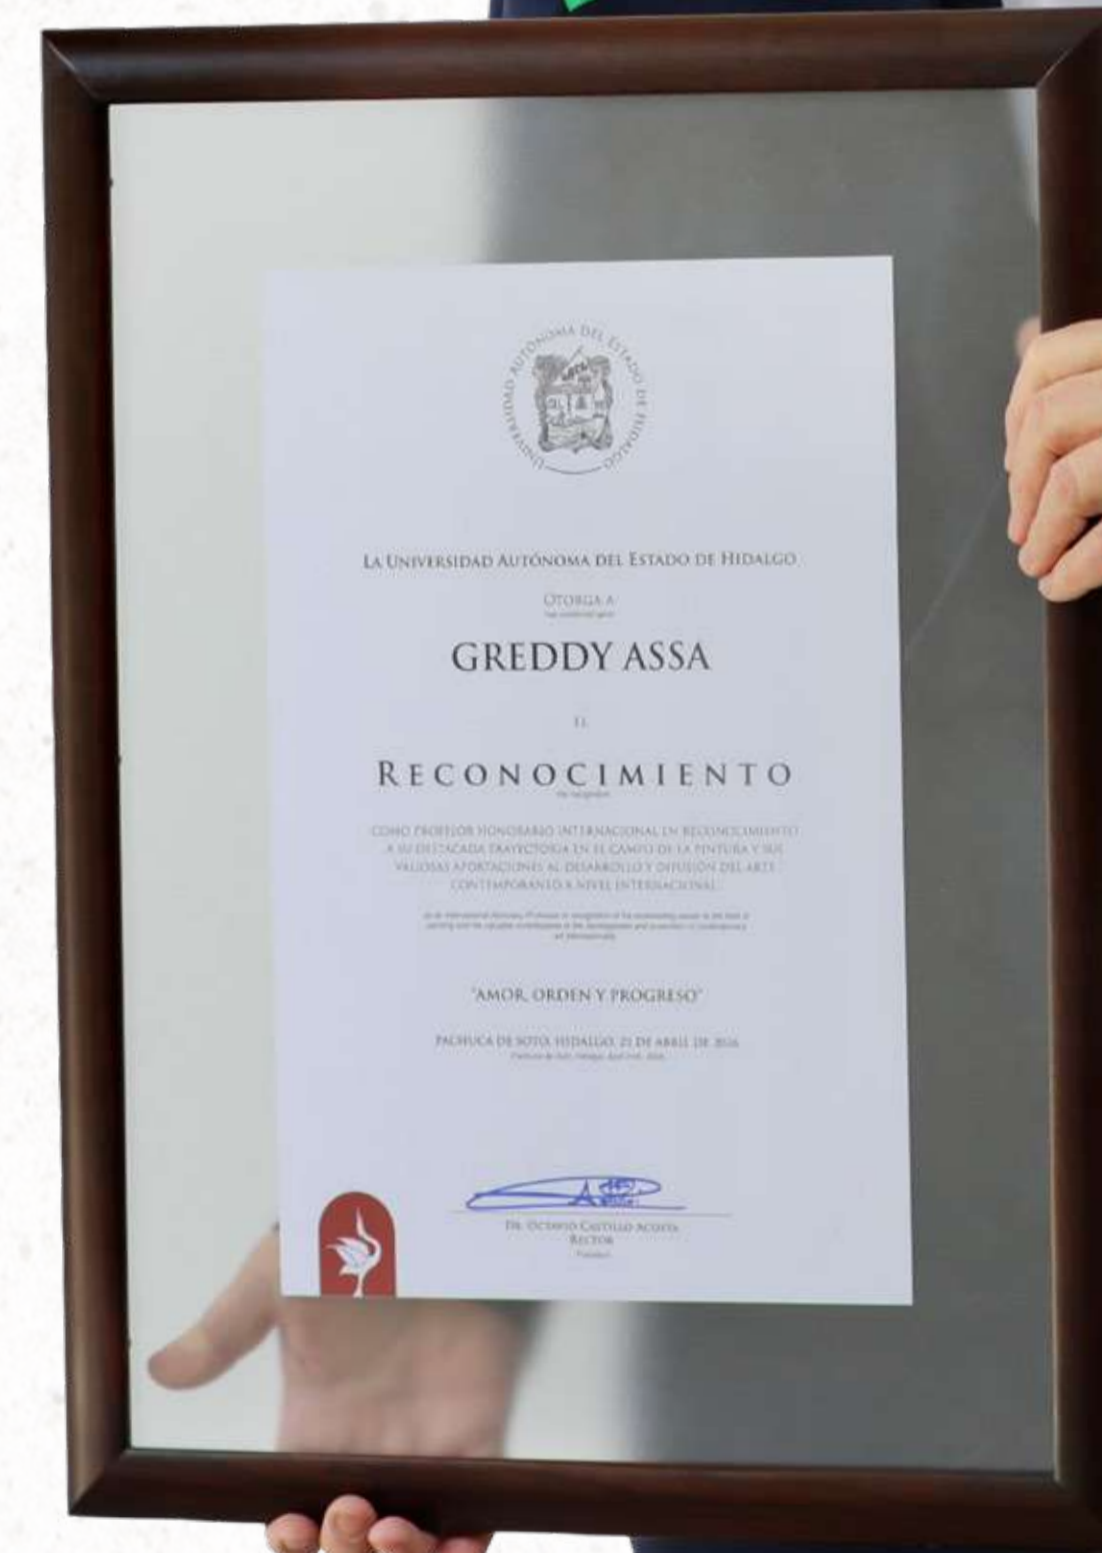 UNIVERSIDAD AUTÓNOMA DEL ESTADO DE HIDALGO
LA UNIVERSIDAD AUTÓNOMA DEL ESTADO DE HIDALGO
OTORGA A
GREDDY ASSA
EL
RECONOCIMIENTO
COMO PROFESOR HONORARIO INTERNACIONAL EN RECONOCIMIENTO
A SU DESTACADA TRAYECTORIA EN EL CAMPO DE LA PINTURA Y SUS
VALIOSAS APORTACIONES AL DESARROLLO Y DIFUSIÓN DEL ARTE
CONTEMPORÁNEO A NIVEL INTERNACIONAL
"AMOR, ORDEN Y PROGRESO"
PACHUCA DE SOTO, HIDALGO, 21 DE ABRIL DE 2026
DR. OCTAVIO CASTILLO ACOSTA
RECTOR